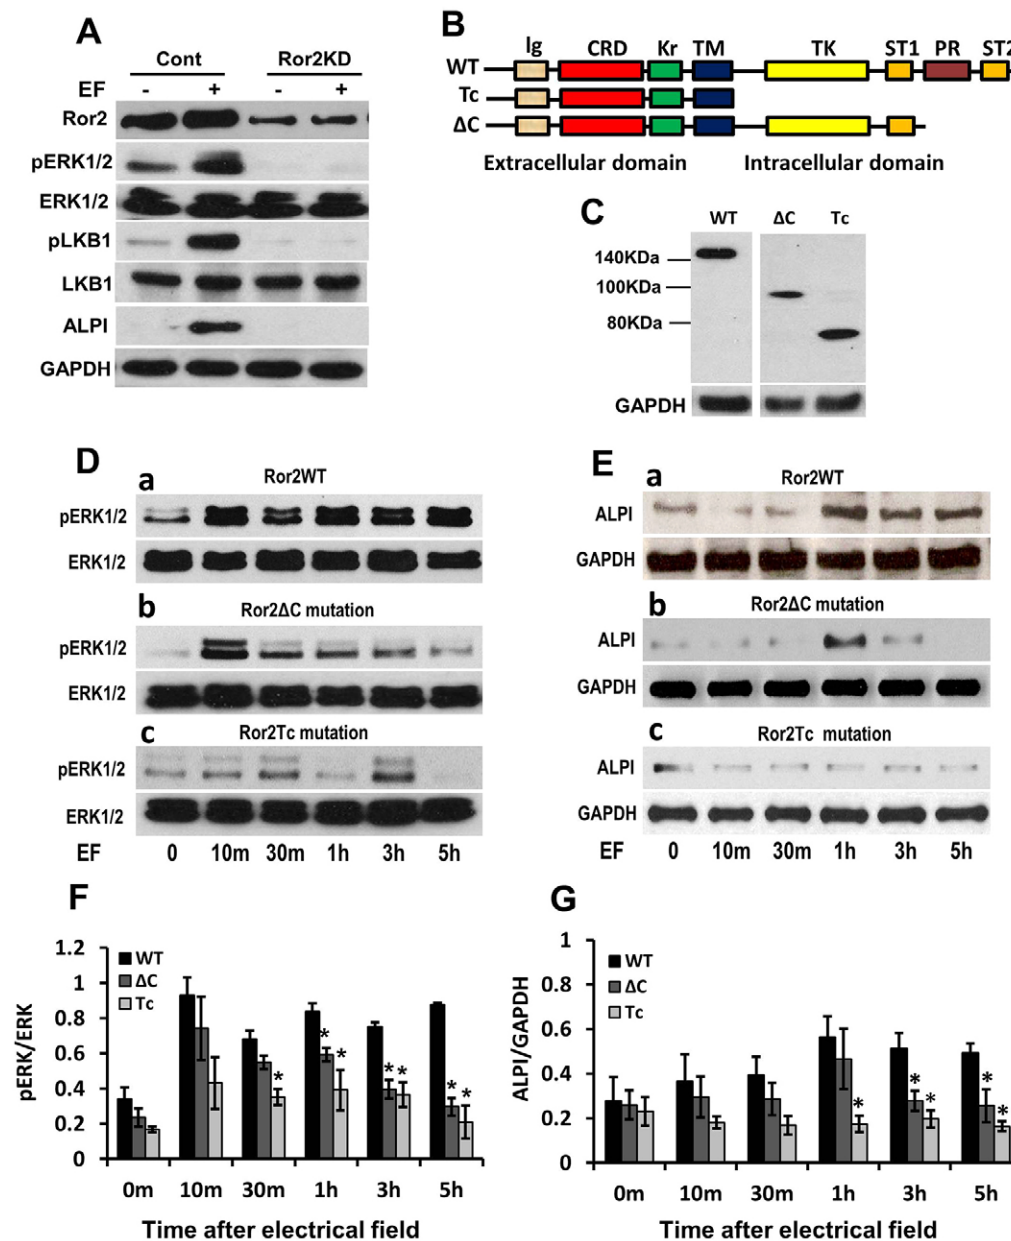 A
Cont Ror2KD
EF - + - +
Ror2
pERK1/2
ERK1/2
pLKB1
LKB1
ALPI
GAPDH
B
Ig CRD Kr TM TK ST1 PR ST2
WT
Tc
ΔC
Extracellular domain Intracellular domain
C
WT ΔC Tc
140KDa
100KDa
80KDa
GAPDH
D
a
Ror2WT
pERK1/2
ERK1/2
b
Ror2ΔC mutation
pERK1/2
ERK1/2
c
Ror2Tc mutation
pERK1/2
ERK1/2
EF 0 10m 30m 1h 3h 5h
E
a
Ror2WT
ALPI
GAPDH
b
Ror2ΔC mutation
ALPI
GAPDH
c
Ror2Tc mutation
ALPI
GAPDH
EF 0 10m 30m 1h 3h 5h
F
pERK/ERK
1.2
1
0.8
0.6
0.4
0.2
0
WT
ΔC
Tc
* * * * * * *
0m 10m 30m 1h 3h 5h
Time after electrical field
G
ALPI/GAPDH
1
0.8
0.6
0.4
0.2
0
WT
ΔC
Tc
* * * * *
0m 10m 30m 1h 3h 5h
Time after electrical field